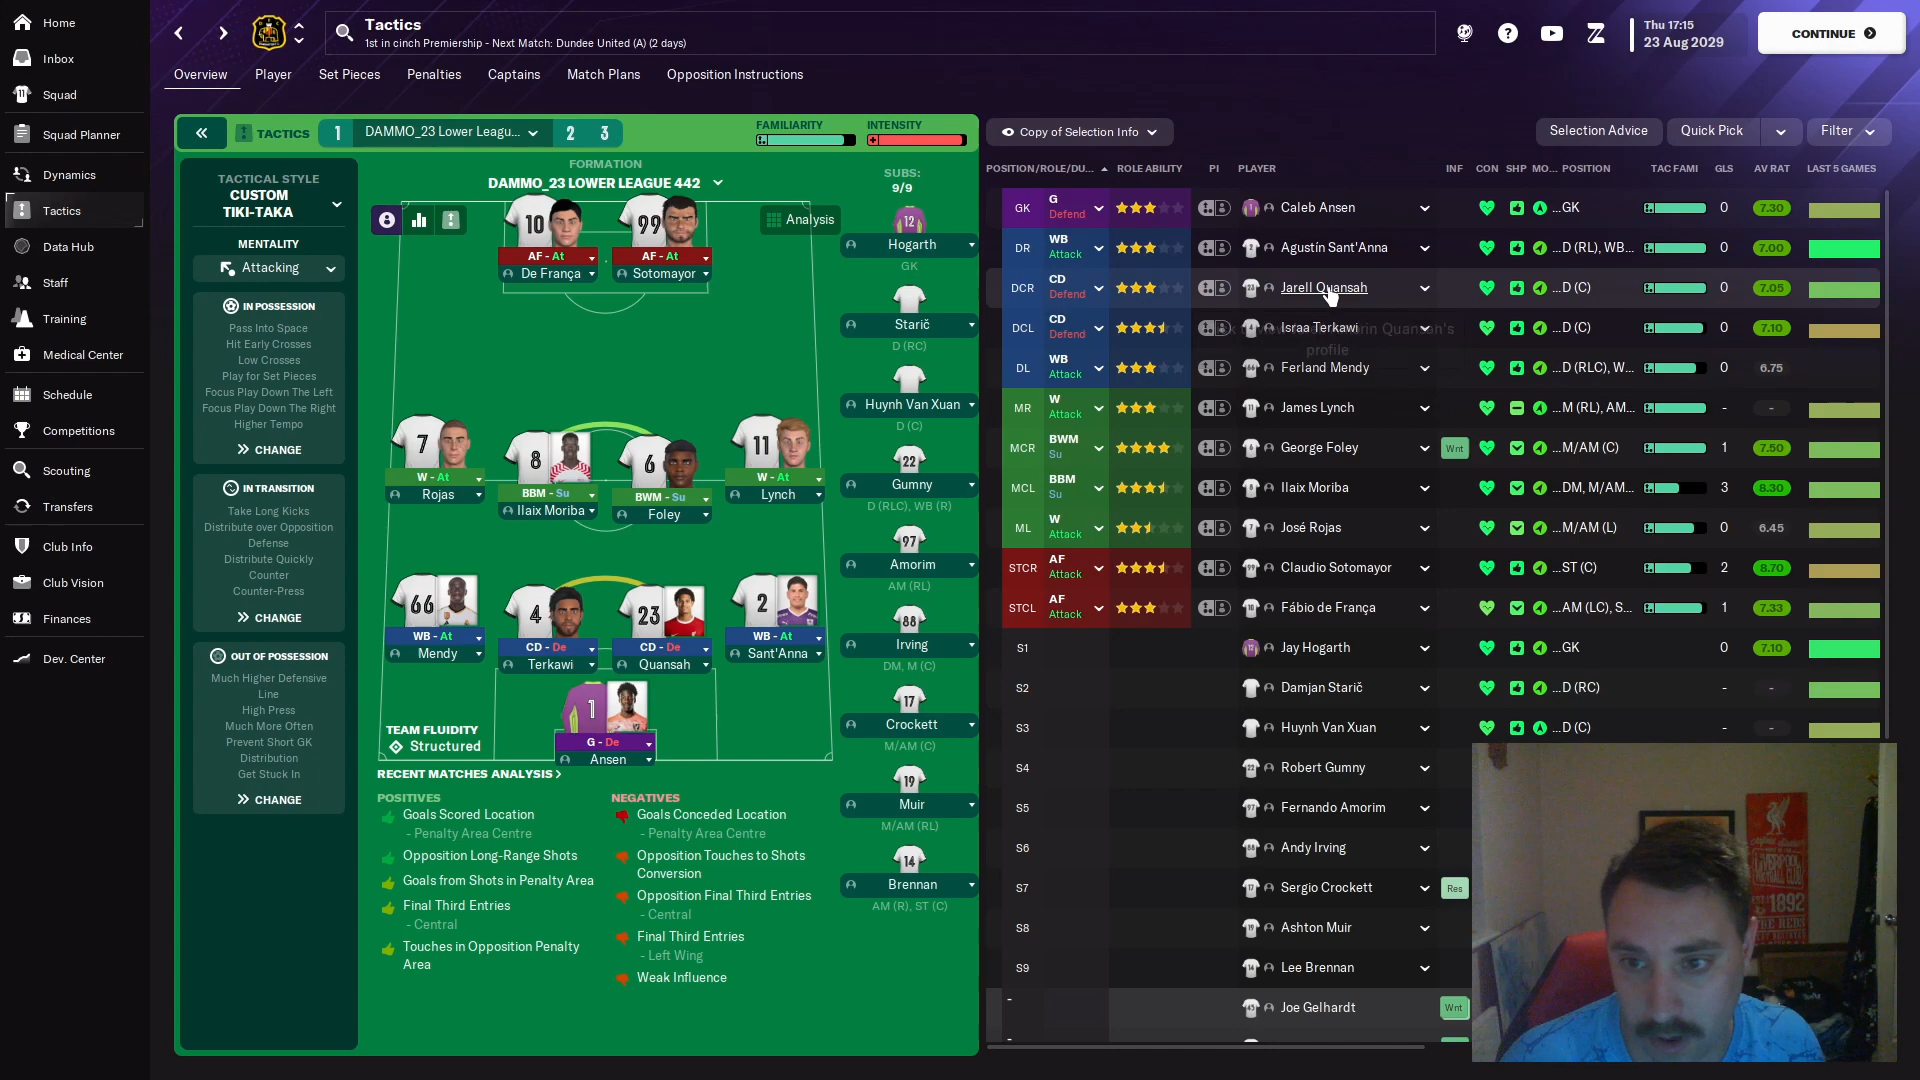 Home
Inbox
Squad
Squad Planner
Dynamics
Tactics
Data Hub
Staff
Training
Medical Center
Schedule
Competitions
Scouting
Transfers
Club Info
Club Vision
Finances
Dev. Center
Tactics
1st in cinch Premiership - Next Match: Dundee United (A) (2 days)
Thu 17:15
23 Aug 2029
CONTINUE
Overview
Player
Set Pieces
Penalties
Captains
Match Plans
Opposition Instructions
TACTICS
1
DAMMO_23 Lower Leagu...
2
3
FAMILIARITY
INTENSITY
TACTICAL STYLE
CUSTOM
TIKI-TAKA
MENTALITY
Attacking
IN POSSESSION
Pass Into Space
Hit Early Crosses
Low Crosses
Play for Set Pieces
Focus Play Down The Left
Focus Play Down The Right
Higher Tempo
CHANGE
IN TRANSITION
Take Long Kicks
Distribute over Opposition
Defense
Distribute Quickly
Counter
Counter-Press
CHANGE
OUT OF POSSESSION
Much Higher Defensive
Line
High Press
Much More Often
Prevent Short GK
Distribution
Get Stuck In
CHANGE
FORMATION
DAMMO_23 LOWER LEAGUE 442
Analysis
10
AF - At
De França
99
AF - At
Sotomayor
7
W - At
Rojas
8
BBM - Su
Ilaix Moriba
6
BWM - Su
Foley
11
W - At
Lynch
66
WB - At
Mendy
4
CD - De
Terkawi
23
CD - De
Quansah
2
WB - At
Sant'Anna
1
G - De
Ansen
TEAM FLUIDITY
Structured
RECENT MATCHES ANALYSIS
POSITIVES
Goals Scored Location
- Penalty Area Centre
Opposition Long-Range Shots
Goals from Shots in Penalty Area
Final Third Entries
- Central
Touches in Opposition Penalty
Area
NEGATIVES
Goals Conceded Location
- Penalty Area Centre
Opposition Touches to Shots
Conversion
Opposition Final Third Entries
- Central
Final Third Entries
- Left Wing
Weak Influence
SUBS:
9/9
12
Hogarth
GK
Starič
D (RC)
Huynh Van Xuan
D (C)
22
Gumny
D (RLC), WB (R)
97
Amorim
AM (RL)
88
Irving
DM, M (C)
17
Crockett
M/AM (C)
19
Muir
M/AM (RL)
14
Brennan
AM (R), ST (C)
Copy of Selection Info
Selection Advice
Quick Pick
Filter
POSITION/ROLE/DU...
ROLE ABILITY
PI
PLAYER
INF
CON
SHP
MO...
POSITION
TAC FAMI
GLS
AV RAT
LAST 5 GAMES
GK G Defend Caleb Ansen ...GK 0 7.30
DR WB Attack Agustín Sant'Anna ...D (RL), WB... 0 7.00
DCR CD Defend Jarell Quansah ...D (C) 0 7.05
DCL CD Defend Israa Terkawi ...D (C) 0 7.10
profile
DL WB Attack Ferland Mendy ...D (RLC), W... 0 6.75
MR W Attack James Lynch ...M (RL), AM... - -
MCR BWM Su George Foley Wnt ...M/AM (C) 1 7.50
MCL BBM Su Ilaix Moriba ...DM, M/AM... 3 8.30
ML W Attack José Rojas ...M/AM (L) 0 6.45
STCR AF Attack Claudio Sotomayor ...ST (C) 2 8.70
STCL AF Attack Fábio de França ...AM (LC), S... 1 7.33
S1 Jay Hogarth ...GK 0 7.10
S2 Damjan Starič ...D (RC) - -
S3 Huynh Van Xuan ...D (C) - -
S4 Robert Gumny
S5 Fernando Amorim
S6 Andy Irving
S7 Sergio Crockett Res
S8 Ashton Muir
S9 Lee Brennan
- Joe Gelhardt Wnt
-
LIVERPOOL
1892